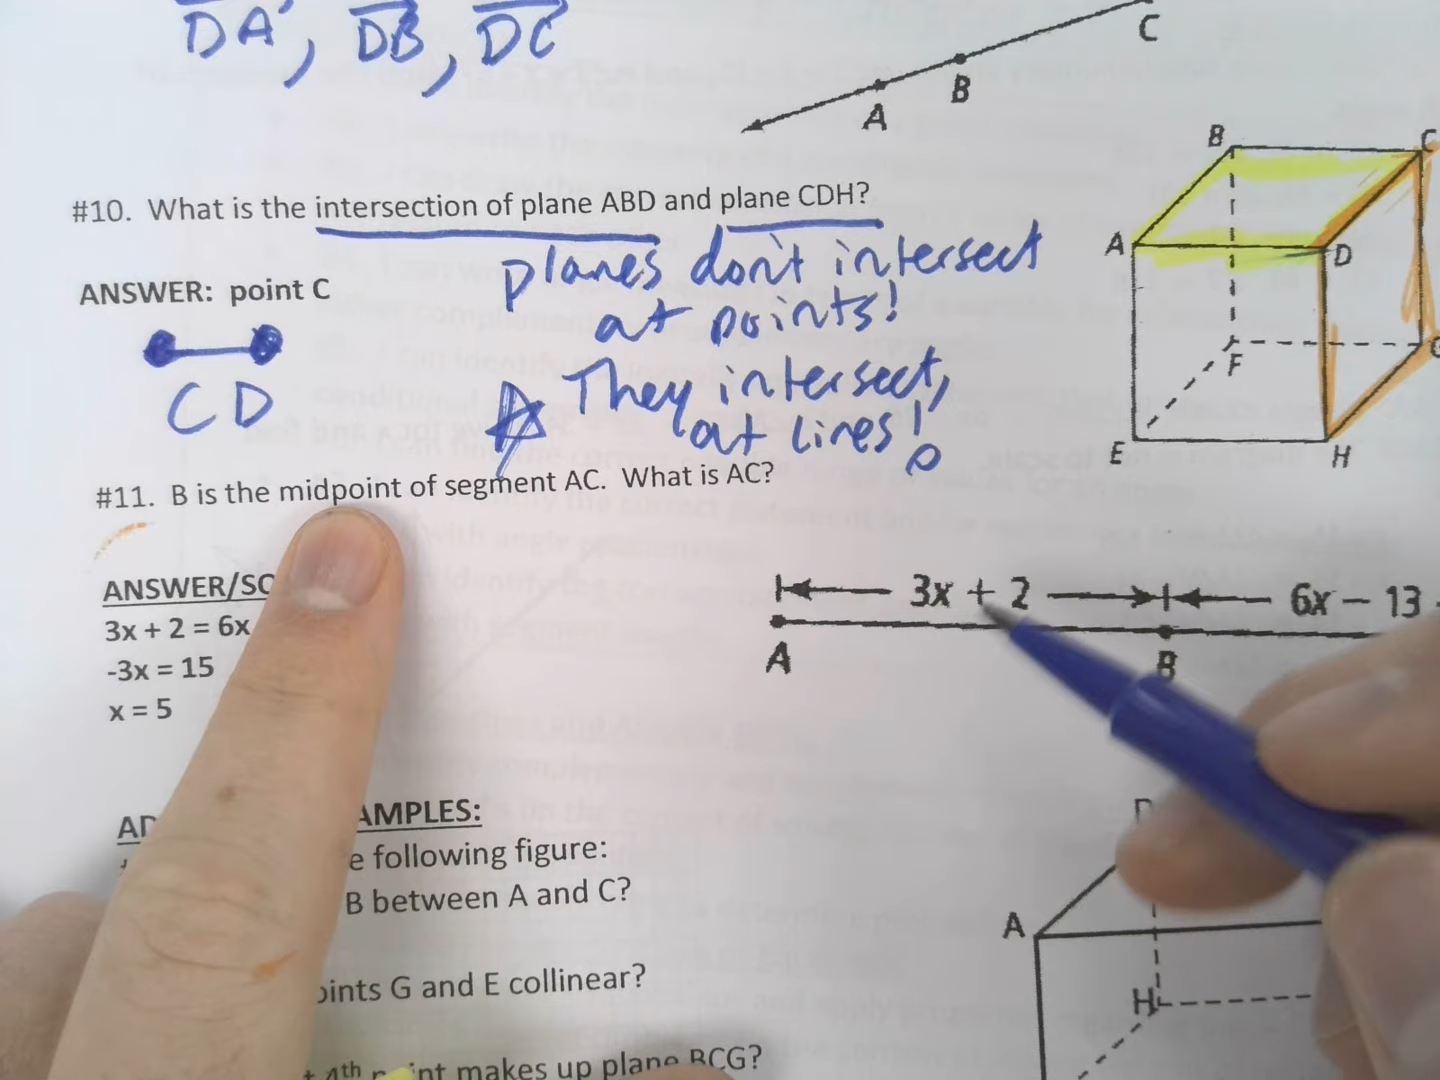 DA, DB, DC
C
B
A
#10. What is the intersection of plane ABD and plane CDH?
ANSWER: point C
planes don't intersect
at points!
They intersect
at lines!
C D
B
C
A
D
F
E
H
#11. B is the midpoint of segment AC. What is AC?
ANSWER/SO
3x + 2 = 6x
-3x = 15
x = 5
3x + 2
6x – 13
A
B
AMPLES:
e following figure:
B between A and C?
oints G and E collinear?
4th point makes up plane BCG?
A
H